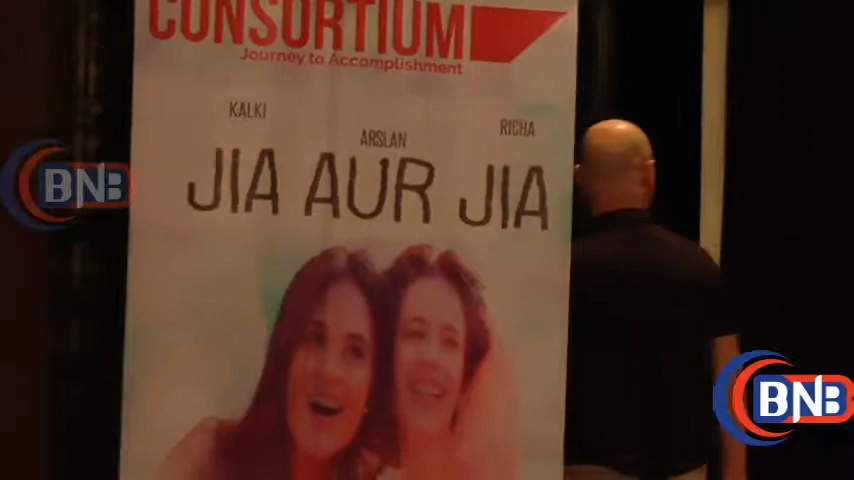 CONSORTIUM
Journey to Accomplishment
KALKI
ARSLAN
RICHA
JIA AUR JIA
BNB
BNB